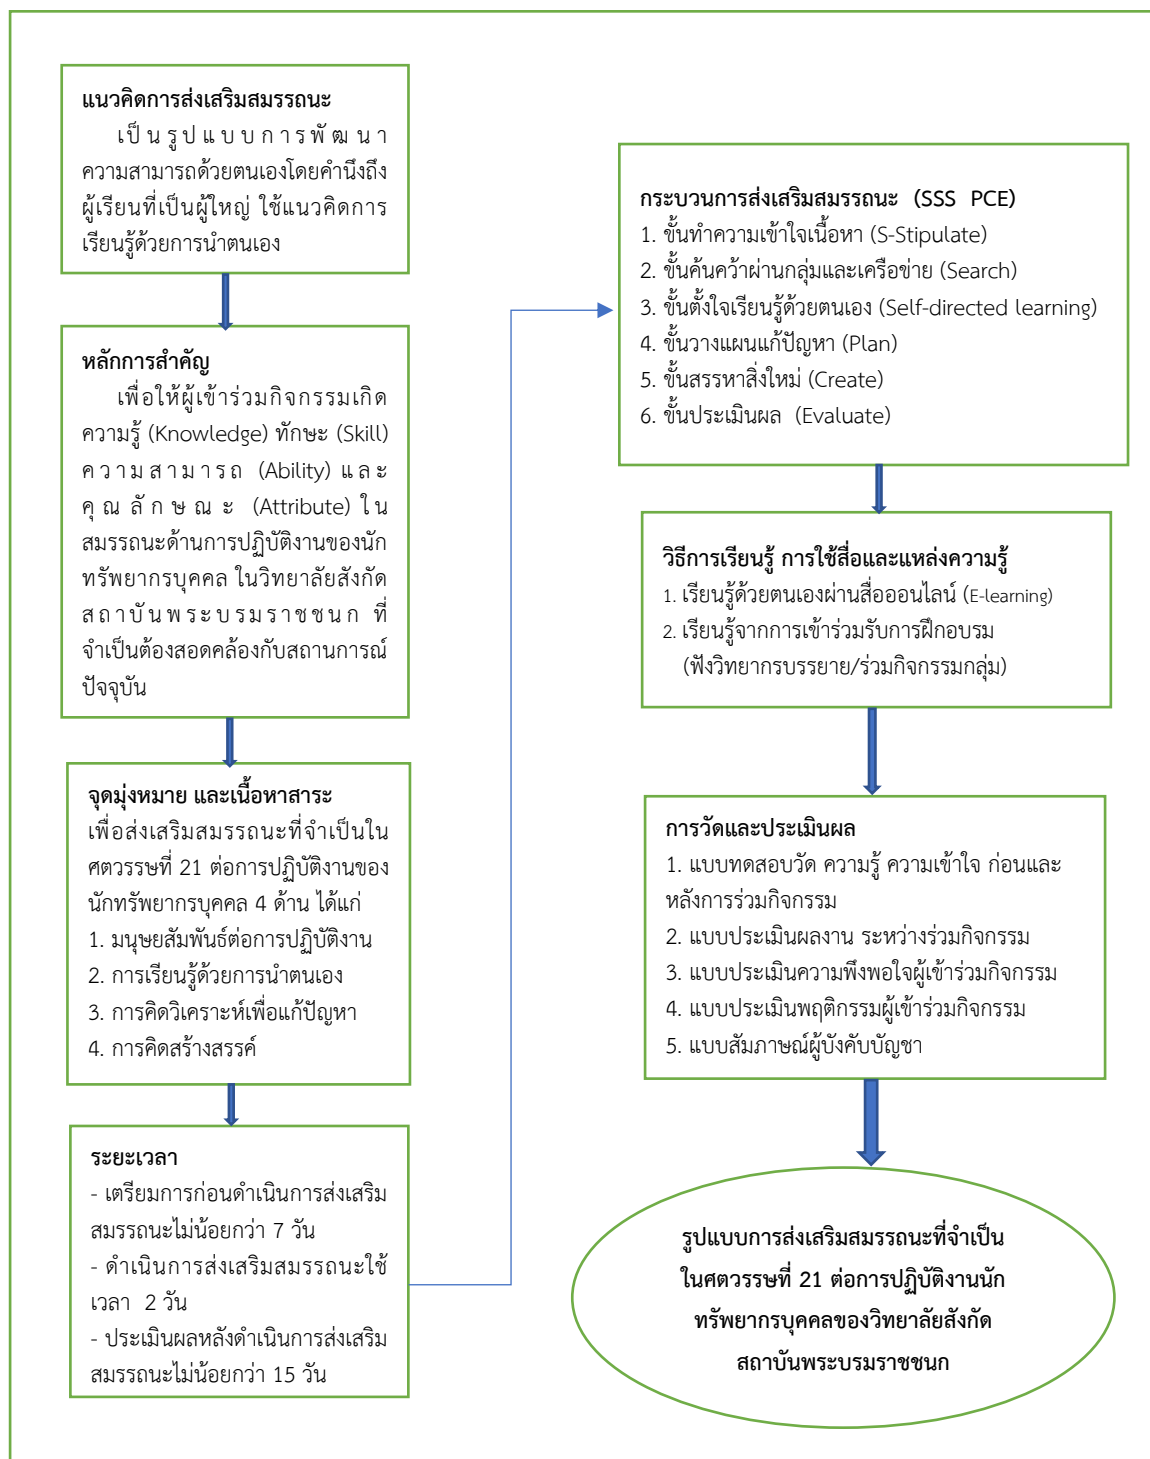 แนวคิดการส่งเสริมสมรรถนะ
เป็นรูปแบบการพัฒนา
ความสามารถด้วยตนเองโดยคำนึงถึง
ผู้เรียนที่เป็นผู้ใหญ่ ใช้แนวคิดการ
เรียนรู้ด้วยการนำตนเอง
หลักการสำคัญ
เพื่อให้ผู้เข้าร่วมกิจกรรมเกิด
ความรู้ (Knowledge) ทักษะ (Skill)
ความสามารถ (Ability) และ
คุณลักษณะ (Attribute) ใน
สมรรถนะด้านการปฏิบัติงานของนัก
ทรัพยากรบุคคล ในวิทยาลัยสังกัด
สถาบันพระบรมราชชนก ที่
จำเป็นต้องสอดคล้องกับสถานการณ์
ปัจจุบัน
จุดมุ่งหมาย และเนื้อหาสาระ
เพื่อส่งเสริมสมรรถนะที่จำเป็นใน
ศตวรรษที่ 21 ต่อการปฏิบัติงานของ
นักทรัพยากรบุคคล 4 ด้าน ได้แก่
1. มนุษยสัมพันธ์ต่อการปฏิบัติงาน
2. การเรียนรู้ด้วยการนำตนเอง
3. การคิดวิเคราะห์เพื่อแก้ปัญหา
4. การคิดสร้างสรรค์
ระยะเวลา
- เตรียมการก่อนดำเนินการส่งเสริม
สมรรถนะไม่น้อยกว่า 7 วัน
- ดำเนินการส่งเสริมสมรรถนะใช้
เวลา 2 วัน
- ประเมินผลหลังดำเนินการส่งเสริม
สมรรถนะไม่น้อยกว่า 15 วัน
กระบวนการส่งเสริมสมรรถนะ (SSS PCE)
1. ขั้นทำความเข้าใจเนื้อหา (S-Stipulate)
2. ขั้นค้นคว้าผ่านกลุ่มและเครือข่าย (Search)
3. ขั้นตั้งใจเรียนรู้ด้วยตนเอง (Self-directed learning)
4. ขั้นวางแผนแก้ปัญหา (Plan)
5. ขั้นสรรหาสิ่งใหม่ (Create)
6. ขั้นประเมินผล (Evaluate)
วิธีการเรียนรู้ การใช้สื่อและแหล่งความรู้
1. เรียนรู้ด้วยตนเองผ่านสื่อออนไลน์ (E-learning)
2. เรียนรู้จากการเข้าร่วมรับการฝึกอบรม
(ฟังวิทยากรบรรยาย/ร่วมกิจกรรมกลุ่ม)
การวัดและประเมินผล
1. แบบทดสอบวัด ความรู้ ความเข้าใจ ก่อนและ
หลังการร่วมกิจกรรม
2. แบบประเมินผลงาน ระหว่างร่วมกิจกรรม
3. แบบประเมินความพึงพอใจผู้เข้าร่วมกิจกรรม
4. แบบประเมินพฤติกรรมผู้เข้าร่วมกิจกรรม
5. แบบสัมภาษณ์ผู้บังคับบัญชา
รูปแบบการส่งเสริมสมรรถนะที่จำเป็น
ในศตวรรษที่ 21 ต่อการปฏิบัติงานนัก
ทรัพยากรบุคคลของวิทยาลัยสังกัด
สถาบันพระบรมราชชนก